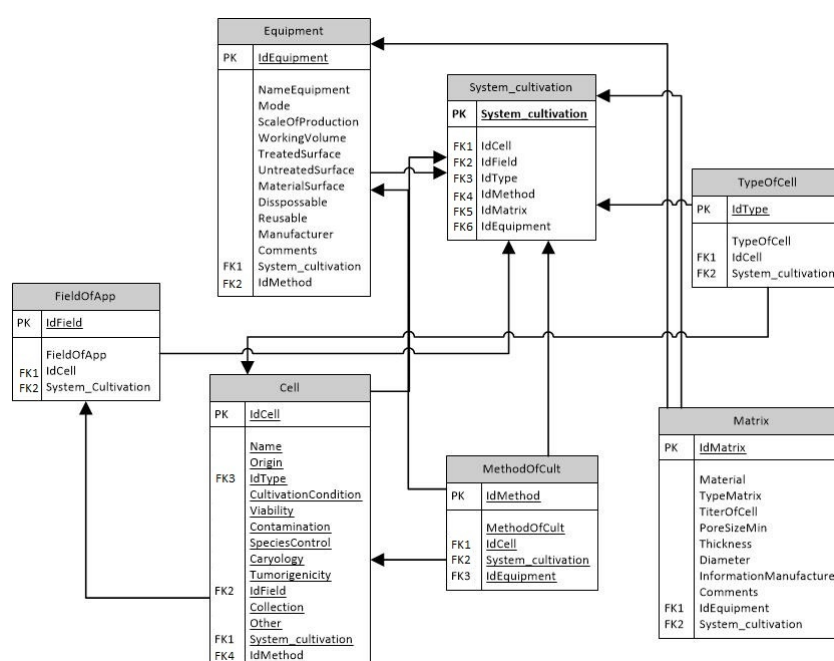 Equipment
PK IdEquipment
NameEquipment
Mode
ScaleOfProduction
WorkingVolume
TreatedSurface
UntreatedSurface
MaterialSurface
Disspossable
Reusable
Manufacturer
Comments
FK1 System_cultivation
FK2 IdMethod
System_cultivation
PK System_cultivation
FK1 IdCell
FK2 IdField
FK3 IdType
FK4 IdMethod
FK5 IdMatrix
FK6 IdEquipment
TypeOfCell
PK IdType
TypeOfCell
FK1 IdCell
FK2 System_cultivation
FieldOfApp
PK IdField
FieldOfApp
FK1 IdCell
FK2 System_Cultivation
Cell
PK IdCell
Name
Origin
FK3 IdType
CultivationCondition
Viability
Contamination
SpeciesControl
Caryology
Tumorigenicity
FK2 IdField
Collection
Other
FK1 System_cultivation
FK4 IdMethod
MethodOfCult
PK IdMethod
MethodOfCult
FK1 IdCell
FK2 System_cultivation
FK3 IdEquipment
Matrix
PK IdMatrix
Material
TypeMatrix
TiterOfCell
PoreSizeMin
Thickness
Diameter
InformationManufacture
Comments
FK1 IdEquipment
FK2 System_cultivation